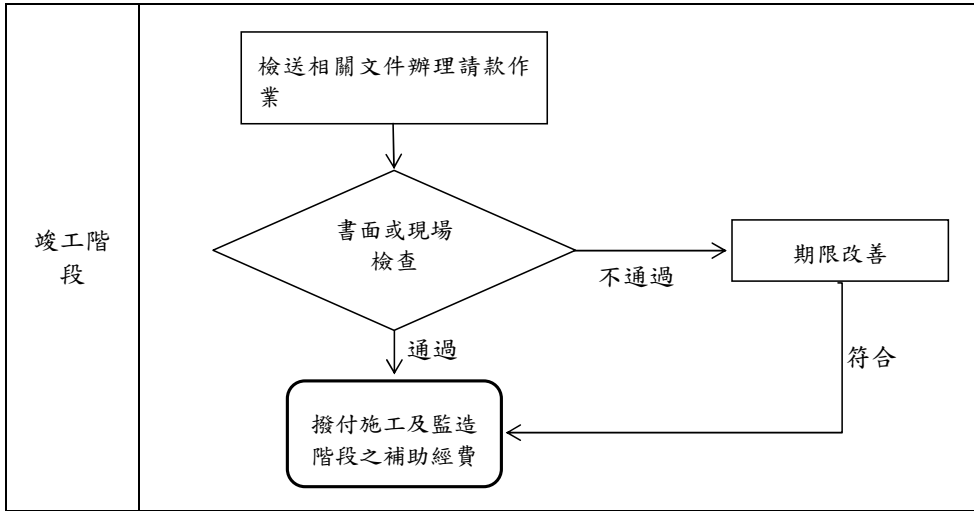 竣工階
段
檢送相關文件辦理請款作
業
書面或現場
檢查
不通過
期限改善
通過
符合
撥付施工及監造
階段之補助經費